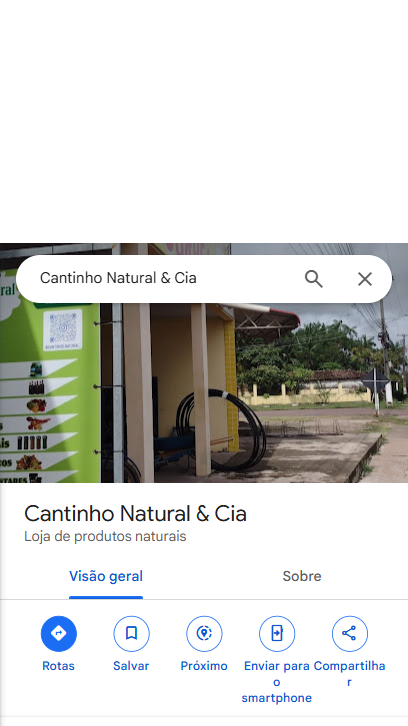 Cantinho Natural & Cia
Cantinho Natural & Cia
Loja de produtos naturais
Visão geral
Sobre
Rotas
Salvar
Próximo
Enviar para
o
smartphone
Compartilha
r